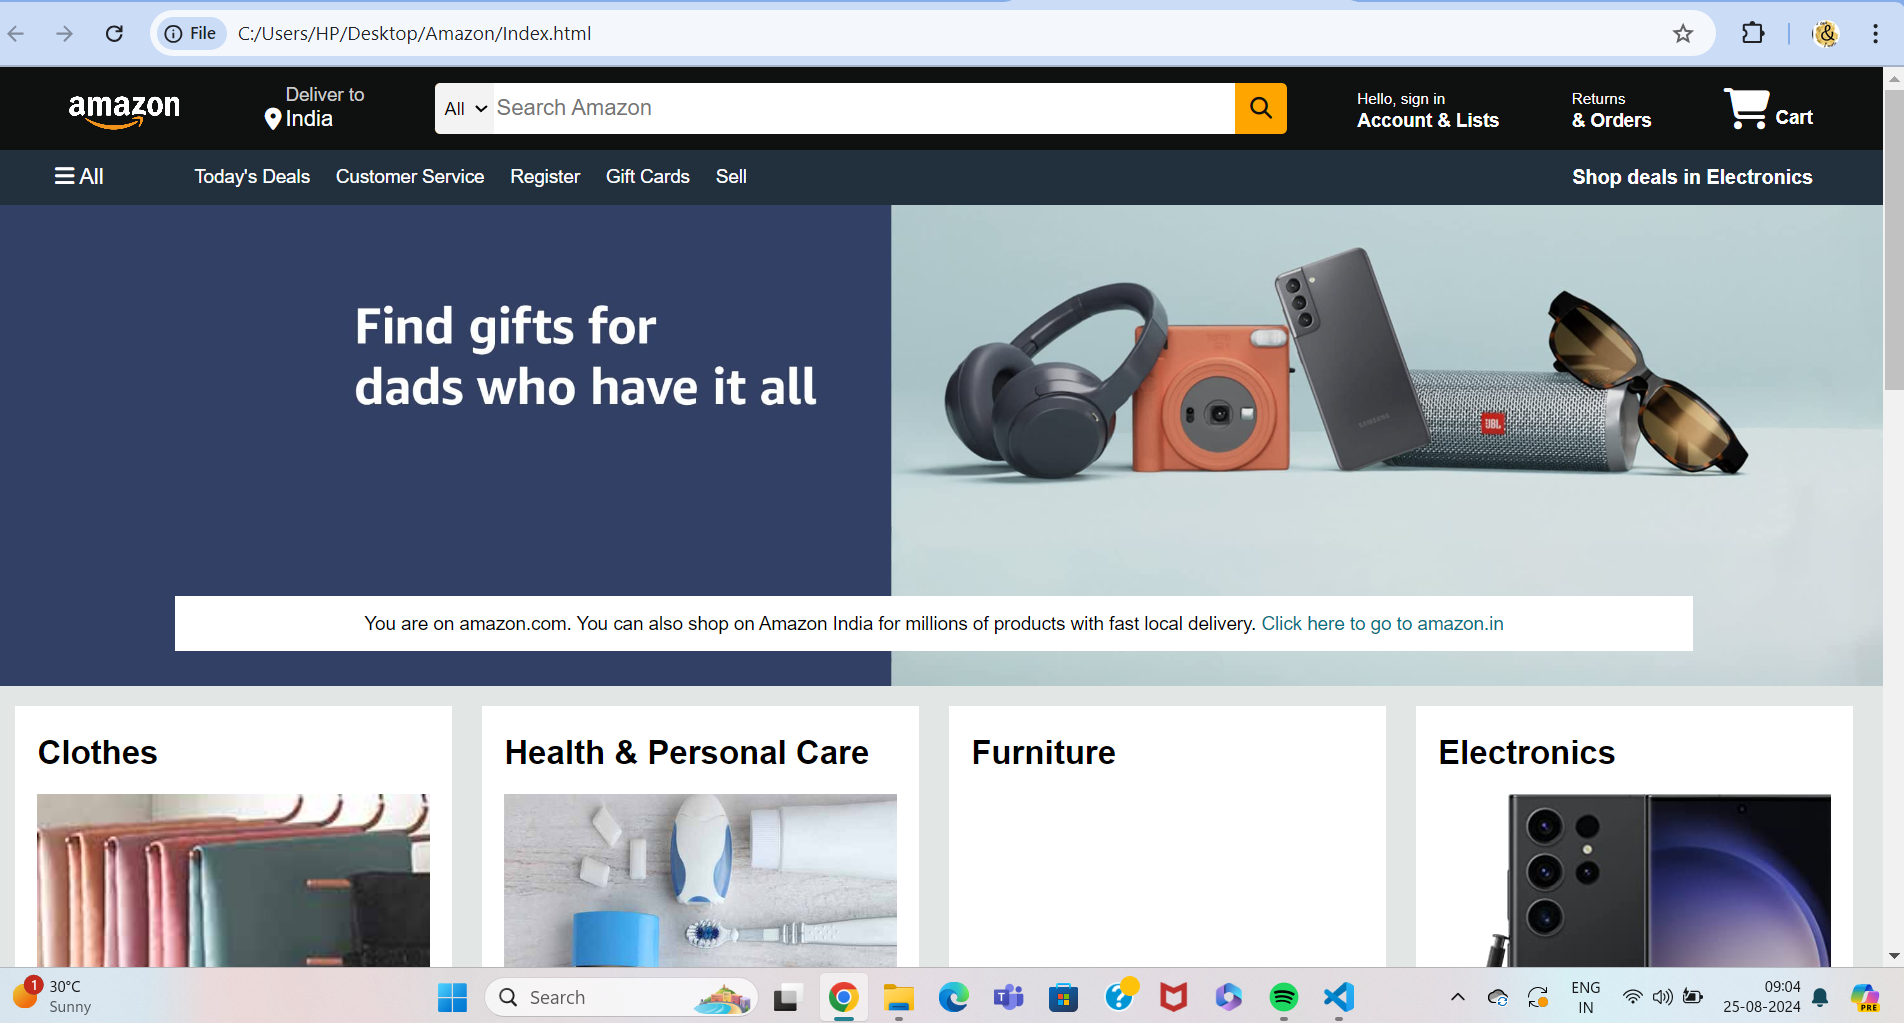 File C:/Users/HP/Desktop/Amazon/Index.html
amazon
Deliver to
India
All Search Amazon
Hello, sign in
Account & Lists
Returns
& Orders
Cart
All Today's Deals Customer Service Register Gift Cards Sell Shop deals in Electronics
Find gifts for
dads who have it all
SAMSUNG
JBL
You are on amazon.com. You can also shop on Amazon India for millions of products with fast local delivery. Click here to go to amazon.in
Clothes Health & Personal Care Furniture Electronics
1
30°C
Sunny
Search
ENG
IN
09:04
25-08-2024
PRE